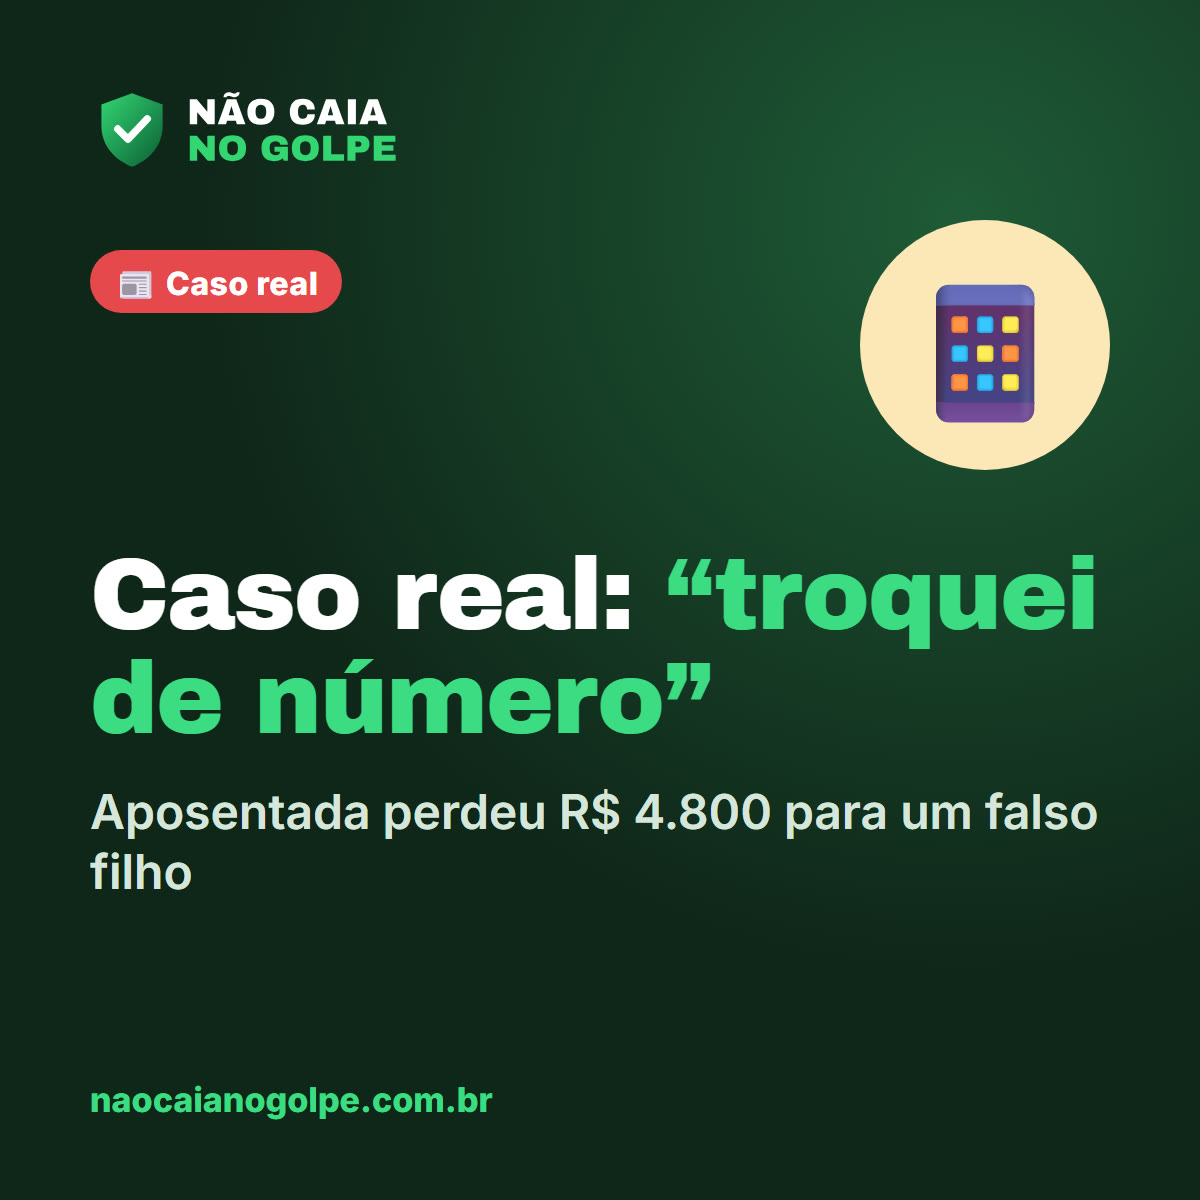 NÃO CAIA
NO GOLPE
Caso real
Caso real: “troquei
de número”
Aposentada perdeu R$ 4.800 para um falso
filho
naocaianogolpe.com.br